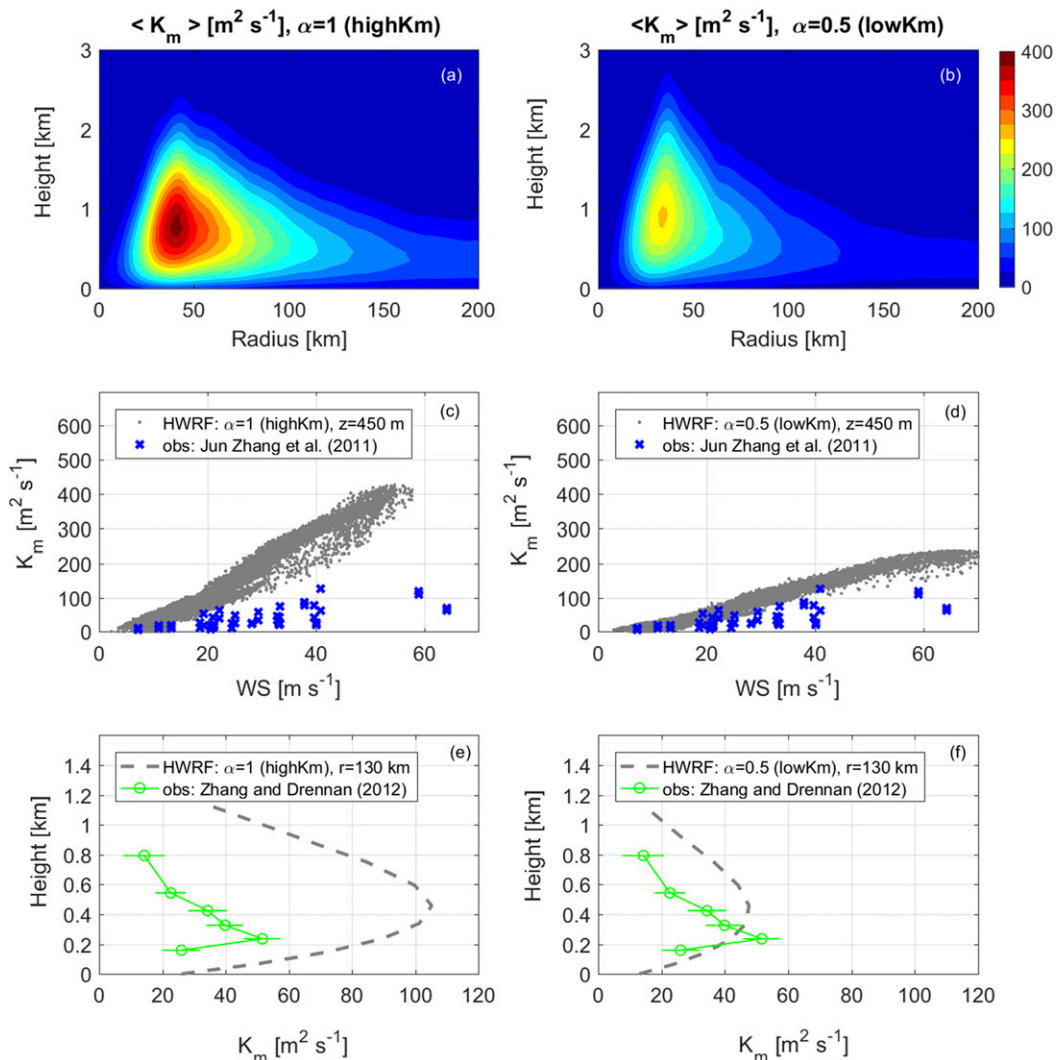 < K_m > [m² s⁻¹], α=1 (highKm)
<K_m> [m² s⁻¹], α=0.5 (lowKm)
(a)
3
2
1
0
Height [km]
0 50 100 150 200
Radius [km]
(b)
3
2
1
0
Height [km]
0 50 100 150 200
Radius [km]
400
300
200
100
0
(c)
HWRF: α=1 (highKm), z=450 m
obs: Jun Zhang et al. (2011)
600
500
400
300
200
100
0
K_m [m² s⁻¹]
0 20 40 60
WS [m s⁻¹]
(d)
HWRF: α=0.5 (lowKm), z=450 m
obs: Jun Zhang et al. (2011)
600
500
400
300
200
100
0
K_m [m² s⁻¹]
0 20 40 60
WS [m s⁻¹]
(e)
HWRF: α=1 (highKm), r=130 km
obs: Zhang and Drennan (2012)
1.4
1.2
1
0.8
0.6
0.4
0.2
0
Height [km]
0 20 40 60 80 100 120
K_m [m² s⁻¹]
(f)
HWRF: α=0.5 (lowKm), r=130 km
obs: Zhang and Drennan (2012)
1.4
1.2
1
0.8
0.6
0.4
0.2
0
Height [km]
0 20 40 60 80 100 120
K_m [m² s⁻¹]